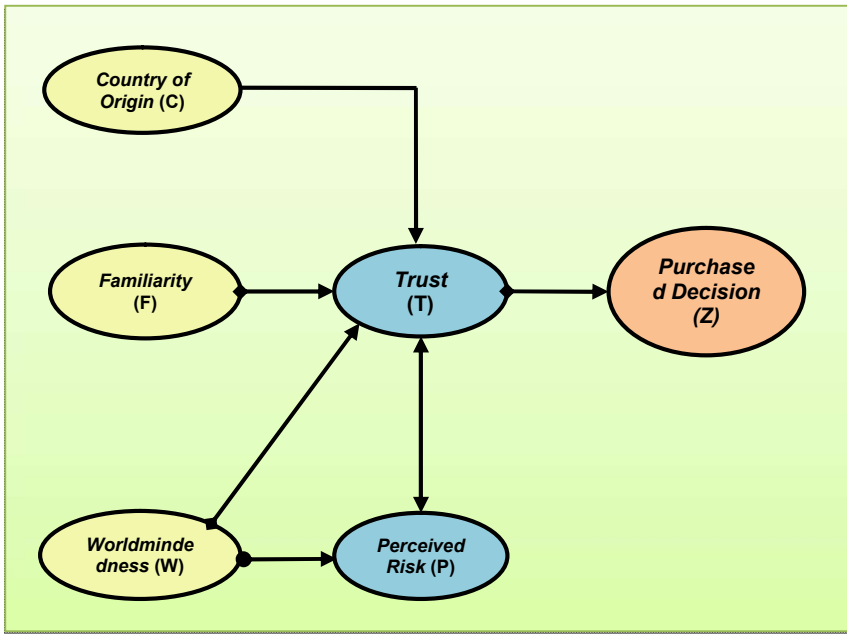 Country of
Origin (C)
Familiarity
(F)
Trust
(T)
Purchase
d Decision
(Z)
Worldminde
dness (W)
Perceived
Risk (P)